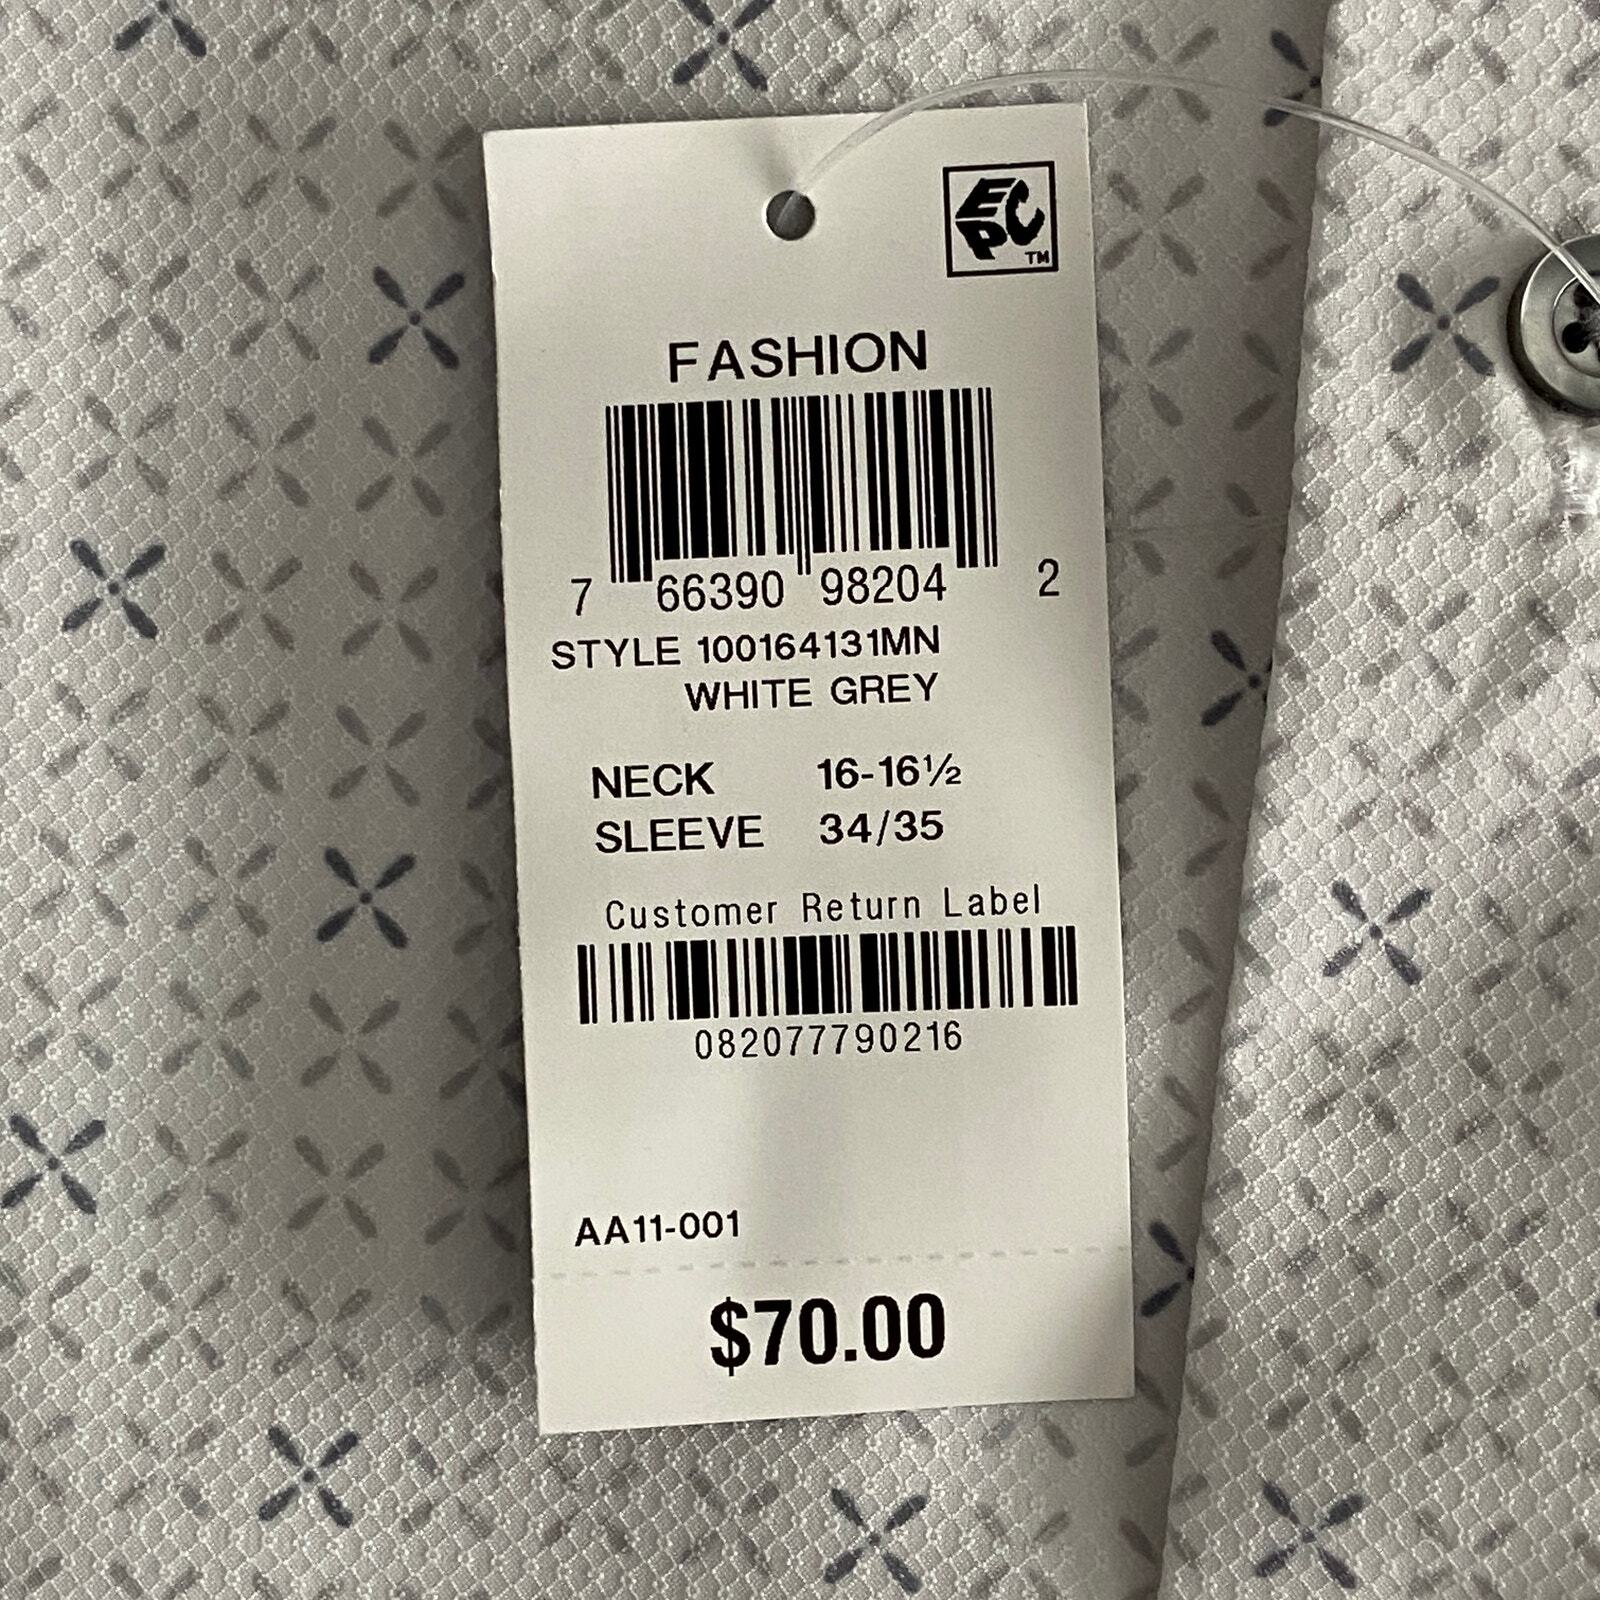 EPC
TM
FASHION
7 66390 98204 2
STYLE 100164131MN
WHITE GREY
NECK 16-16½
SLEEVE 34/35
Customer Return Label
082077790216
AA11-001
$70.00